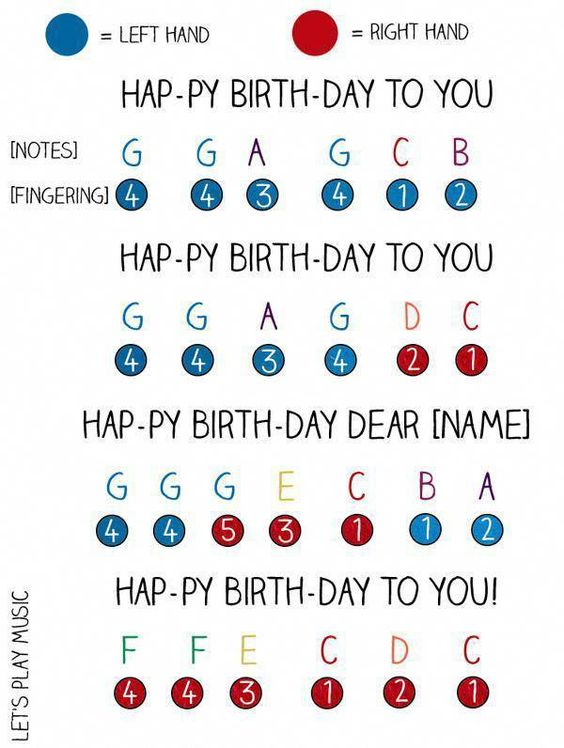 = LEFT HAND = RIGHT HAND
HAP-PY BIRTH-DAY TO YOU
[NOTES] G G A G C B
[FINGERING] 4 4 3 4 1 2
HAP-PY BIRTH-DAY TO YOU
G G A G D C
4 4 3 4 2 1
HAP-PY BIRTH-DAY DEAR [NAME]
G G G E C B A
4 4 5 3 1 1 2
HAP-PY BIRTH-DAY TO YOU!
F F E C D C
4 4 3 1 2 1
LET'S PLAY MUSIC